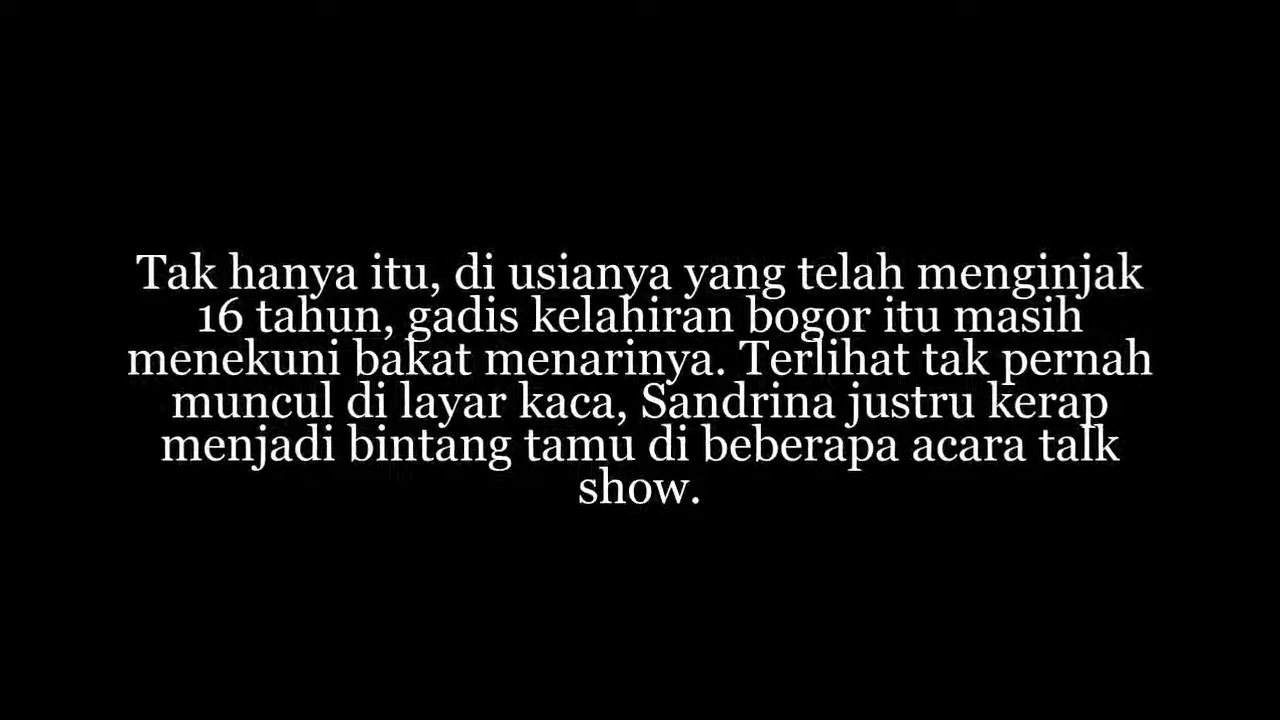 Tak hanya itu, di usianya yang telah menginjak
16 tahun, gadis kelahiran bogor itu masih
menekuni bakat menarinya. Terlihat tak pernah
muncul di layar kaca, Sandrina justru kerap
menjadi bintang tamu di beberapa acara talk
show.